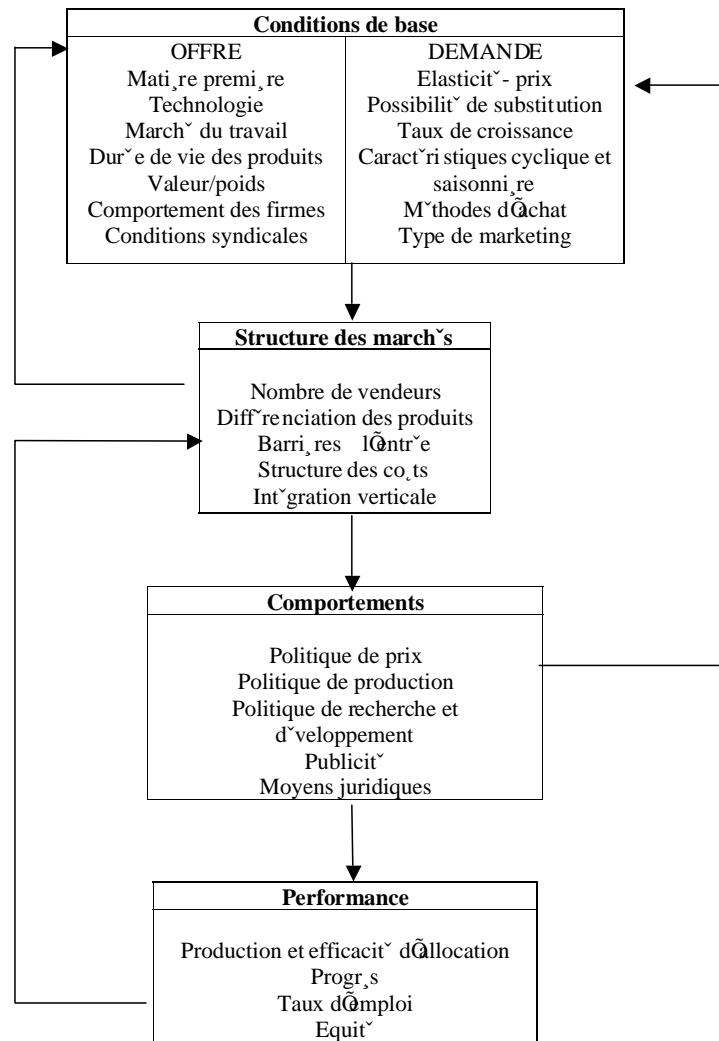 Conditions de base
OFFRE
Mati¸re premi¸re
Technologie
Marchˇ du travail
Durˇe de vie des produits
Valeur/poids
Comportement des firmes
Conditions syndicales
DEMANDE
Elasticitˇ- prix
Possibilitˇ de substitution
Taux de croissance
Caractˇristiques cyclique et
saisonni¸re
Mˇthodes dÕachat
Type de marketing
Structure des marchˇs
Nombre de vendeurs
Diffˇrenciation des produits
Barri¸res lÕentrˇe
Structure des co¸ts
Intˇgration verticale
Comportements
Politique de prix
Politique de production
Politique de recherche et
dˇveloppement
Publicitˇ
Moyens juridiques
Performance
Production et efficacitˇ dÕallocation
Progr¸s
Taux dÕemploi
Equitˇ